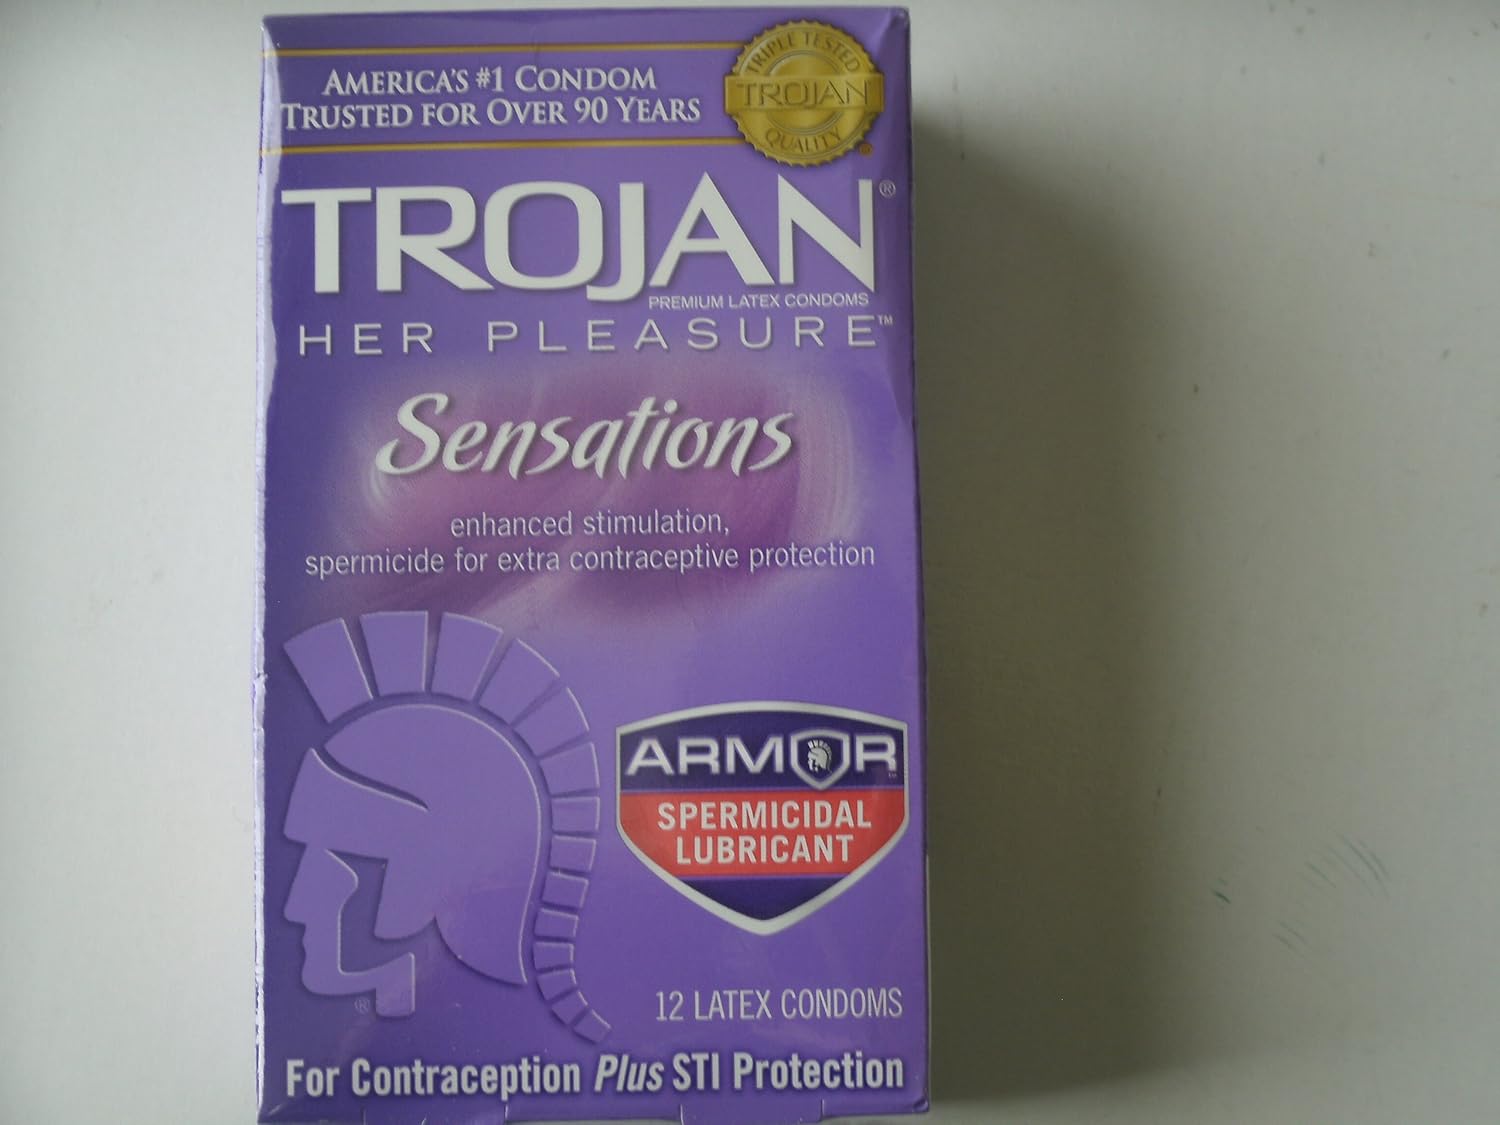 AMERICA'S #1 CONDOM
TRUSTED FOR OVER 90 YEARS
TRIPLE TESTED
TROJAN
QUALITY
®
TROJAN®
PREMIUM LATEX CONDOMS
HER PLEASURE™
Sensations
enhanced stimulation,
spermicide for extra contraceptive protection
ARMOR™
SPERMICIDAL
LUBRICANT
®
12 LATEX CONDOMS
For Contraception Plus STI Protection